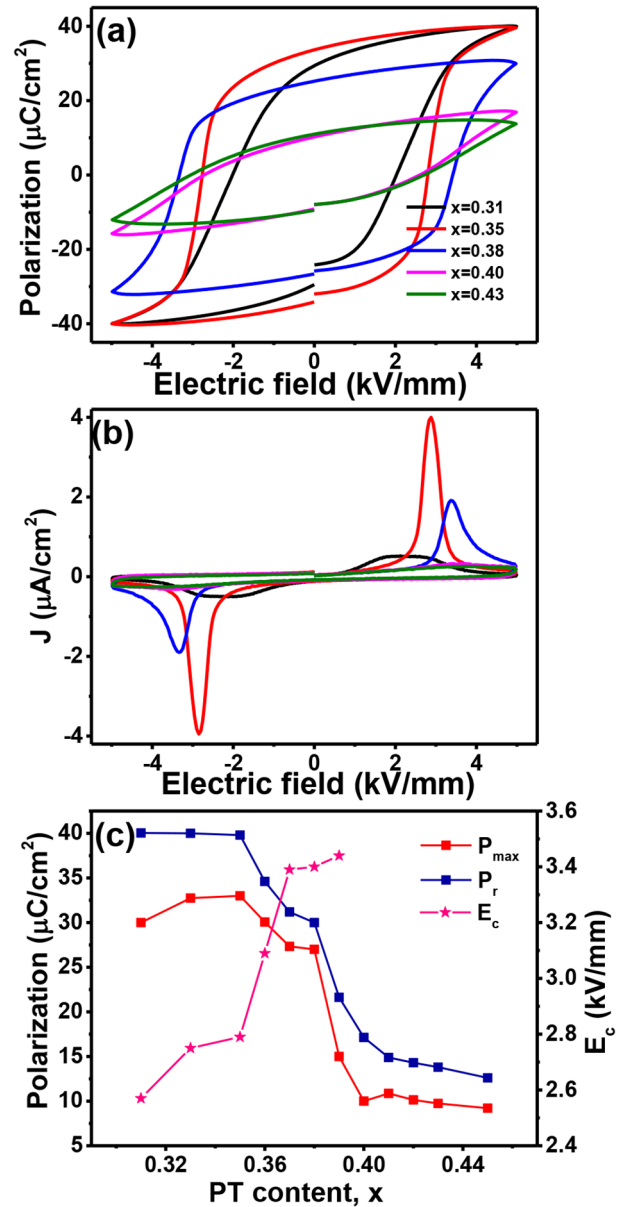 (a)
40
20
0
-20
-40
Polarization (μC/cm²)
x=0.31
x=0.35
x=0.38
x=0.40
x=0.43
-4 -2 0 2 4
Electric field (kV/mm)
(b)
4
2
0
-2
-4
J (μA/cm²)
-4 -2 0 2 4
Electric field (kV/mm)
(c)
40
35
30
25
20
15
10
5
Polarization (μC/cm²)
P_max
P_r
E_c
3.6
3.4
3.2
3.0
2.8
2.6
2.4
E_c (kV/mm)
0.32 0.36 0.40 0.44
PT content, x